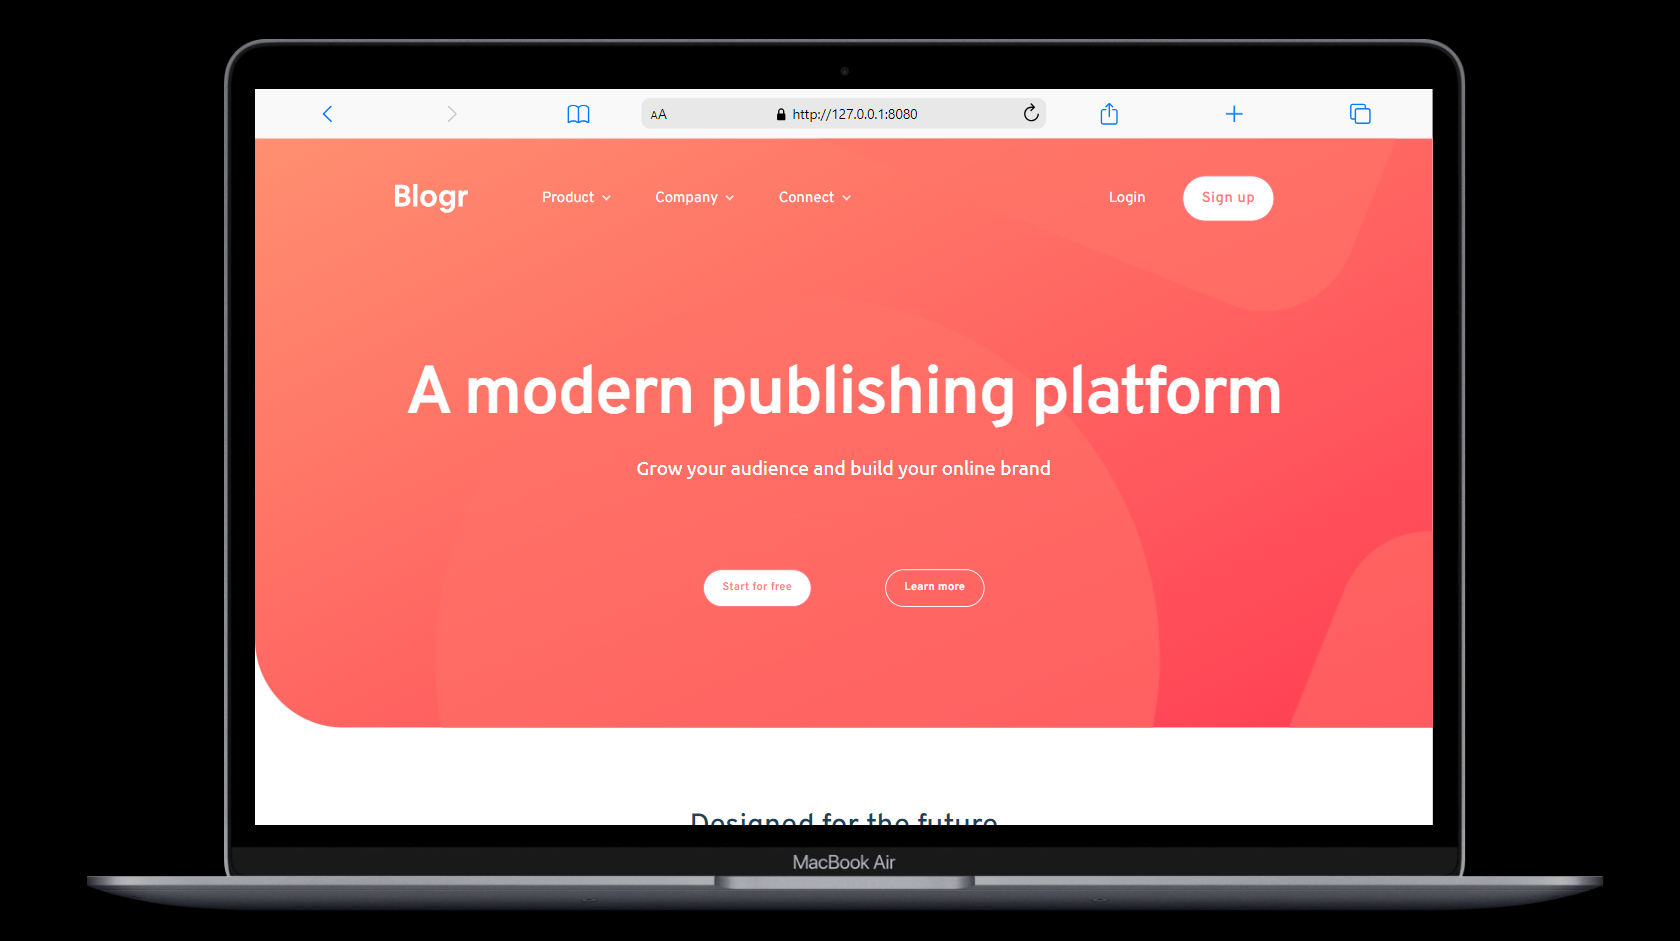 AA http://127.0.0.1:8080
Blogr Product Company Connect Login Sign up
A modern publishing platform
Grow your audience and build your online brand
Start for free Learn more
Designed for the future
MacBook Air